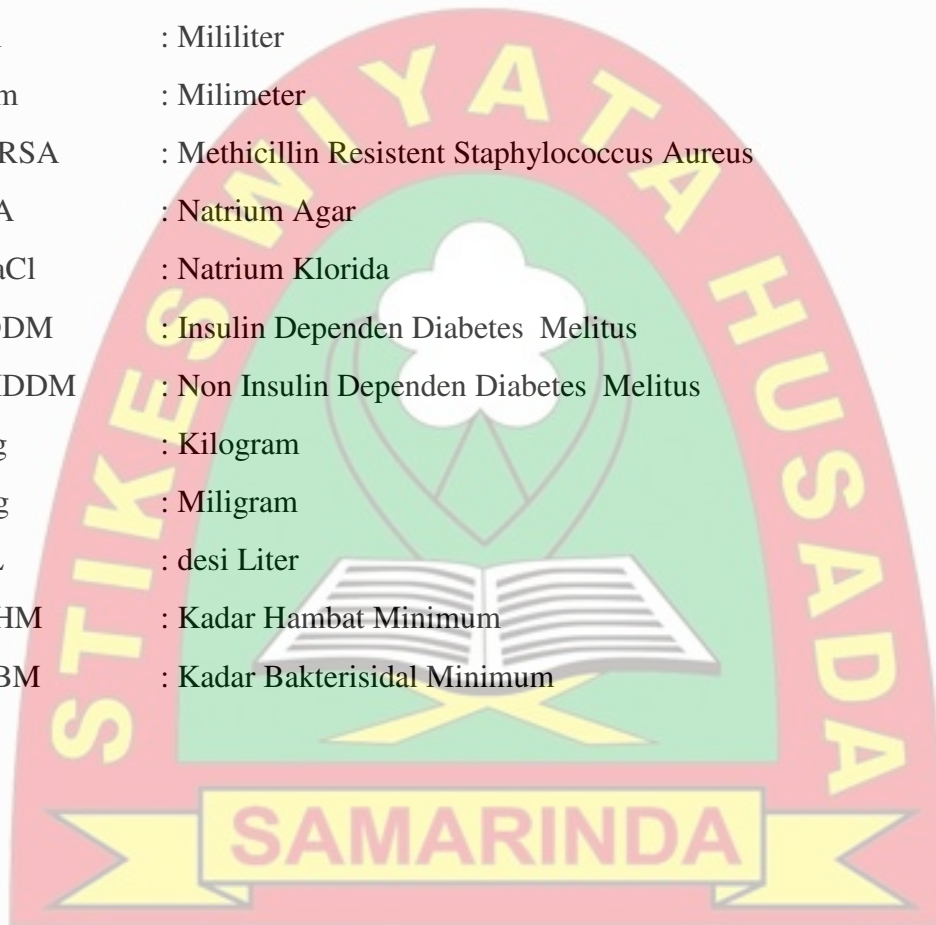 : Mililiter
m : Milimeter
RSA : Methicillin Resistent Staphylococcus Aureus
A : Natrium Agar
aCl : Natrium Klorida
DDM : Insulin Dependen Diabetes Melitus
IDDM : Non Insulin Dependen Diabetes Melitus
g : Kilogram
g : Miligram
: desi Liter
HM : Kadar Hambat Minimum
BM : Kadar Bakterisidal Minimum
STIKES WIYATA HUSADA
SAMARINDA